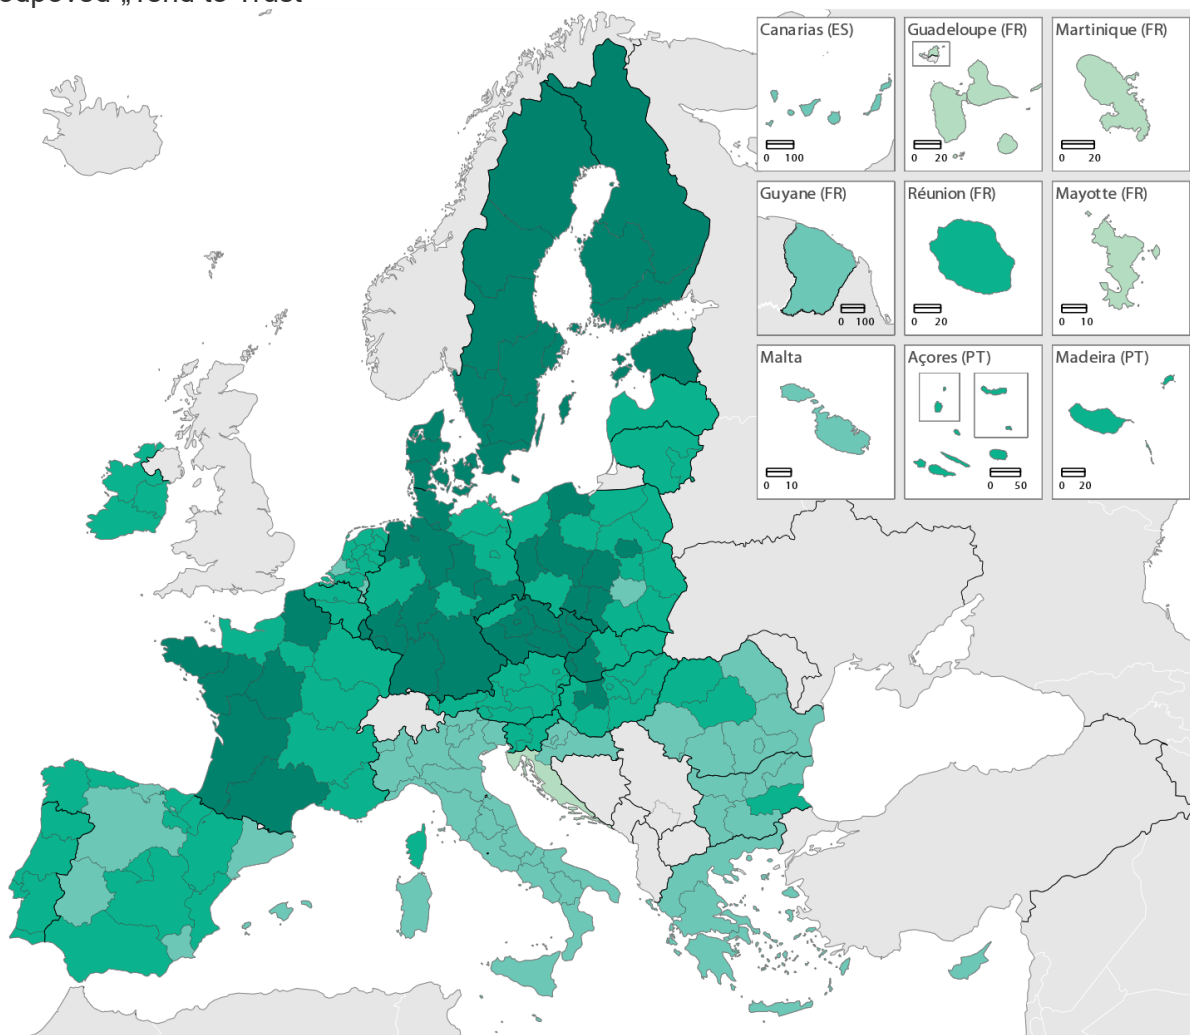 Canarias (ES)
0 100
Guadeloupe (FR)
0 20
Martinique (FR)
0 20
Guyane (FR)
0 100
Réunion (FR)
0 20
Mayotte (FR)
0 10
Malta
0 10
Açores (PT)
0 50
Madeira (PT)
0 20